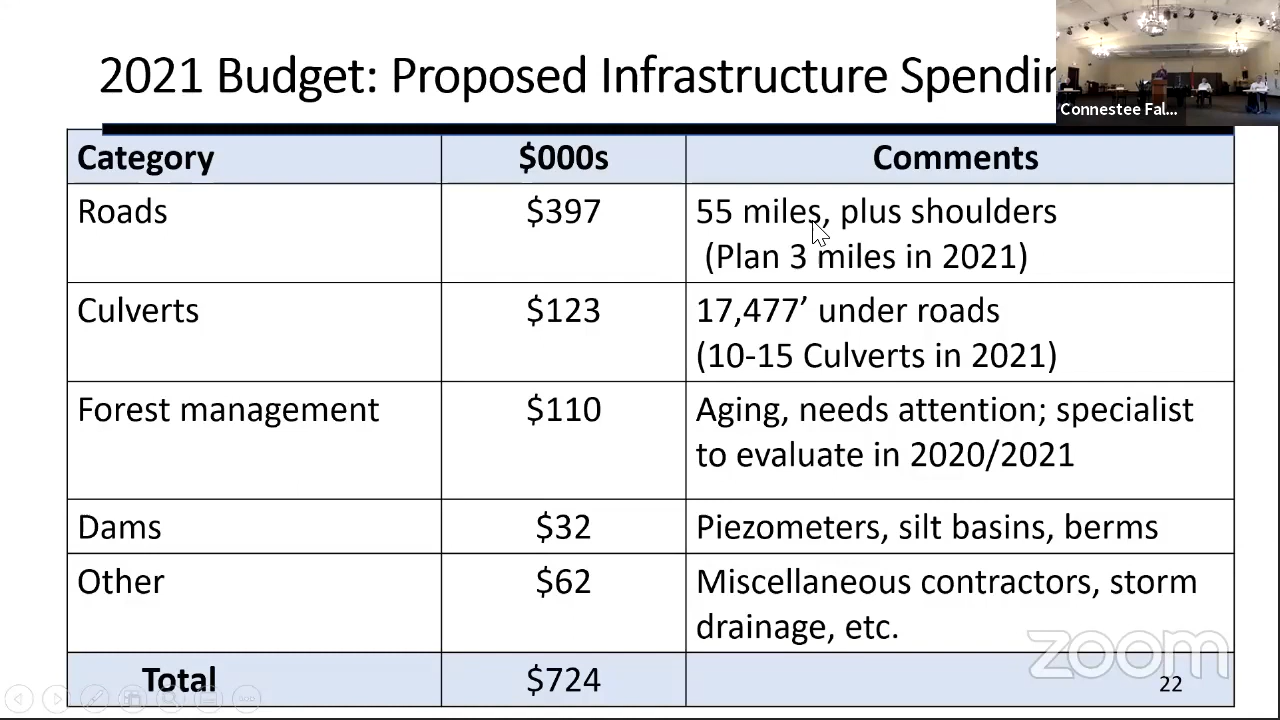 2021 Budget: Proposed Infrastructure Spendin
Connestee Fal...
Category $000s Comments
Roads $397 55 miles, plus shoulders
(Plan 3 miles in 2021)
Culverts $123 17,477’ under roads
(10-15 Culverts in 2021)
Forest management $110 Aging, needs attention; specialist
to evaluate in 2020/2021
Dams $32 Piezometers, silt basins, berms
Other $62 Miscellaneous contractors, storm
drainage, etc.
zoom
Total $724
22